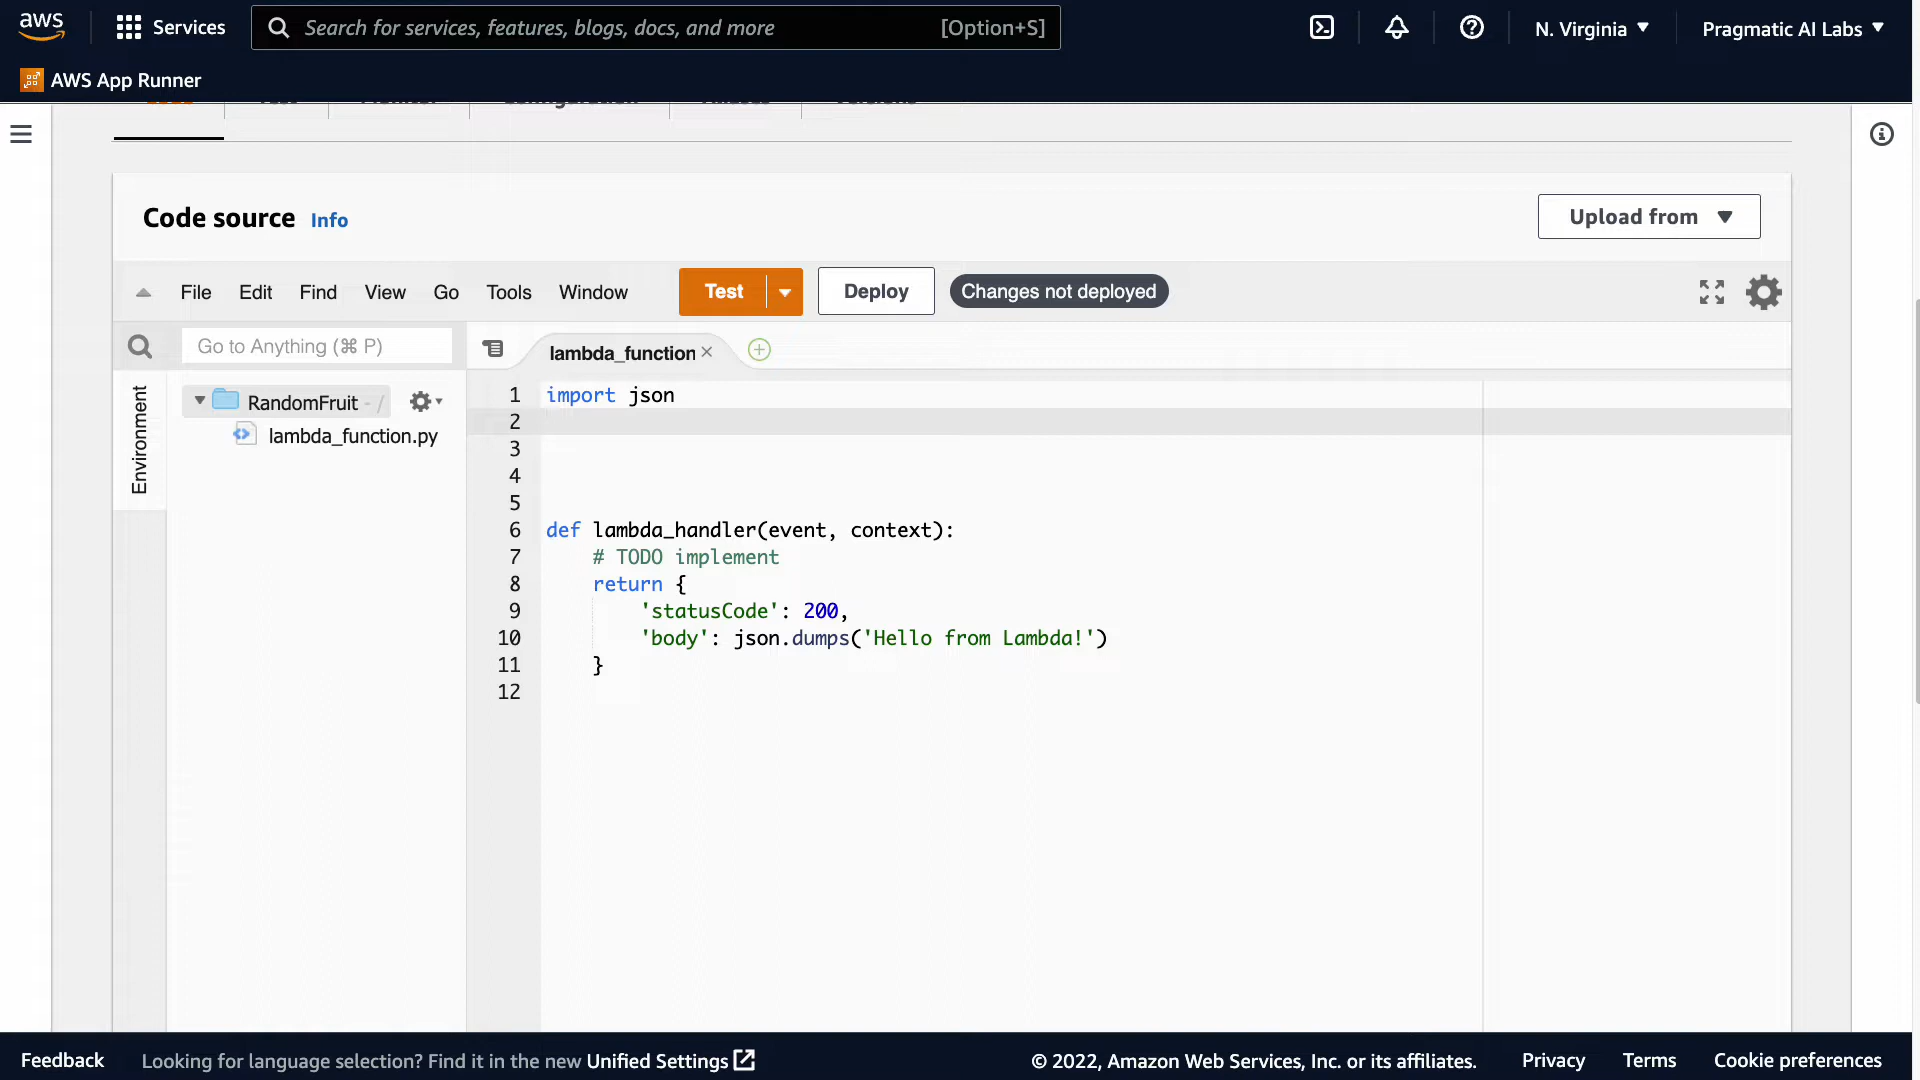 aws Services Search for services, features, blogs, docs, and more [Option+S] N. Virginia Pragmatic AI Labs
AWS App Runner
Code source Info Upload from
File Edit Find View Go Tools Window Test Deploy Changes not deployed
Go to Anything (⌘ P) lambda_function
Environment
RandomFruit - /
lambda_function.py
1 import json
2
3
4
5
6 def lambda_handler(event, context):
7 # TODO implement
8 return {
9 'statusCode': 200,
10 'body': json.dumps('Hello from Lambda!')
11 }
12
Feedback Looking for language selection? Find it in the new Unified Settings © 2022, Amazon Web Services, Inc. or its affiliates. Privacy Terms Cookie preferences